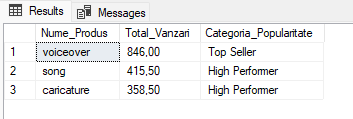 Results Messages
Nume_Produs Total_Vanzari Categoria_Popularitate
1 voiceover 846,00 Top Seller
2 song 415,50 High Performer
3 caricature 358,50 High Performer